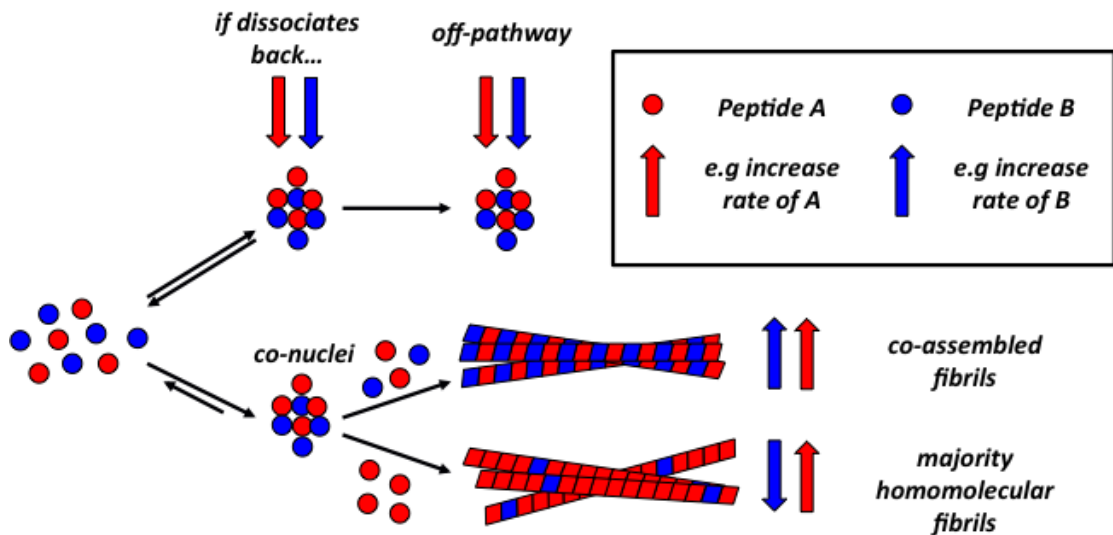 if dissociates
back...
off-pathway
Peptide A
Peptide B
e.g increase
rate of A
e.g increase
rate of B
co-nuclei
co-assembled
fibrils
majority
homomolecular
fibrils